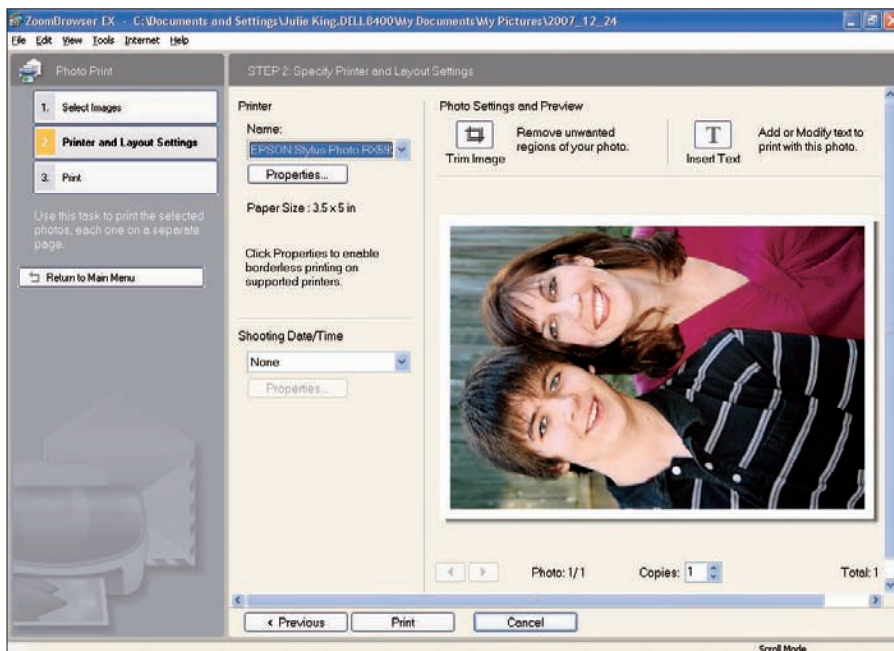 ZoomBrowser EX - C:\Documents and Settings\Julie King.DELL8400\My Documents\My Pictures\2007_12_24
File Edit View Tools Internet Help
Photo Print
STEP 2: Specify Printer and Layout Settings
1. Select Images
2. Printer and Layout Settings
3. Print
Use this task to print the selected
photos, each one on a separate
page.
Return to Main Menu
Printer
Name:
EPSON Stylus Photo RX595
Properties...
Paper Size : 3.5 x 5 in
Click Properties to enable
borderless printing on
supported printers.
Shooting Date/Time
None
Properties...
Photo Settings and Preview
Trim Image
Remove unwanted
regions of your photo.
T
Insert Text
Add or Modify text to
print with this photo.
Photo: 1/1
Copies: 1
Total: 1
< Previous
Print
Cancel
Scroll Mode